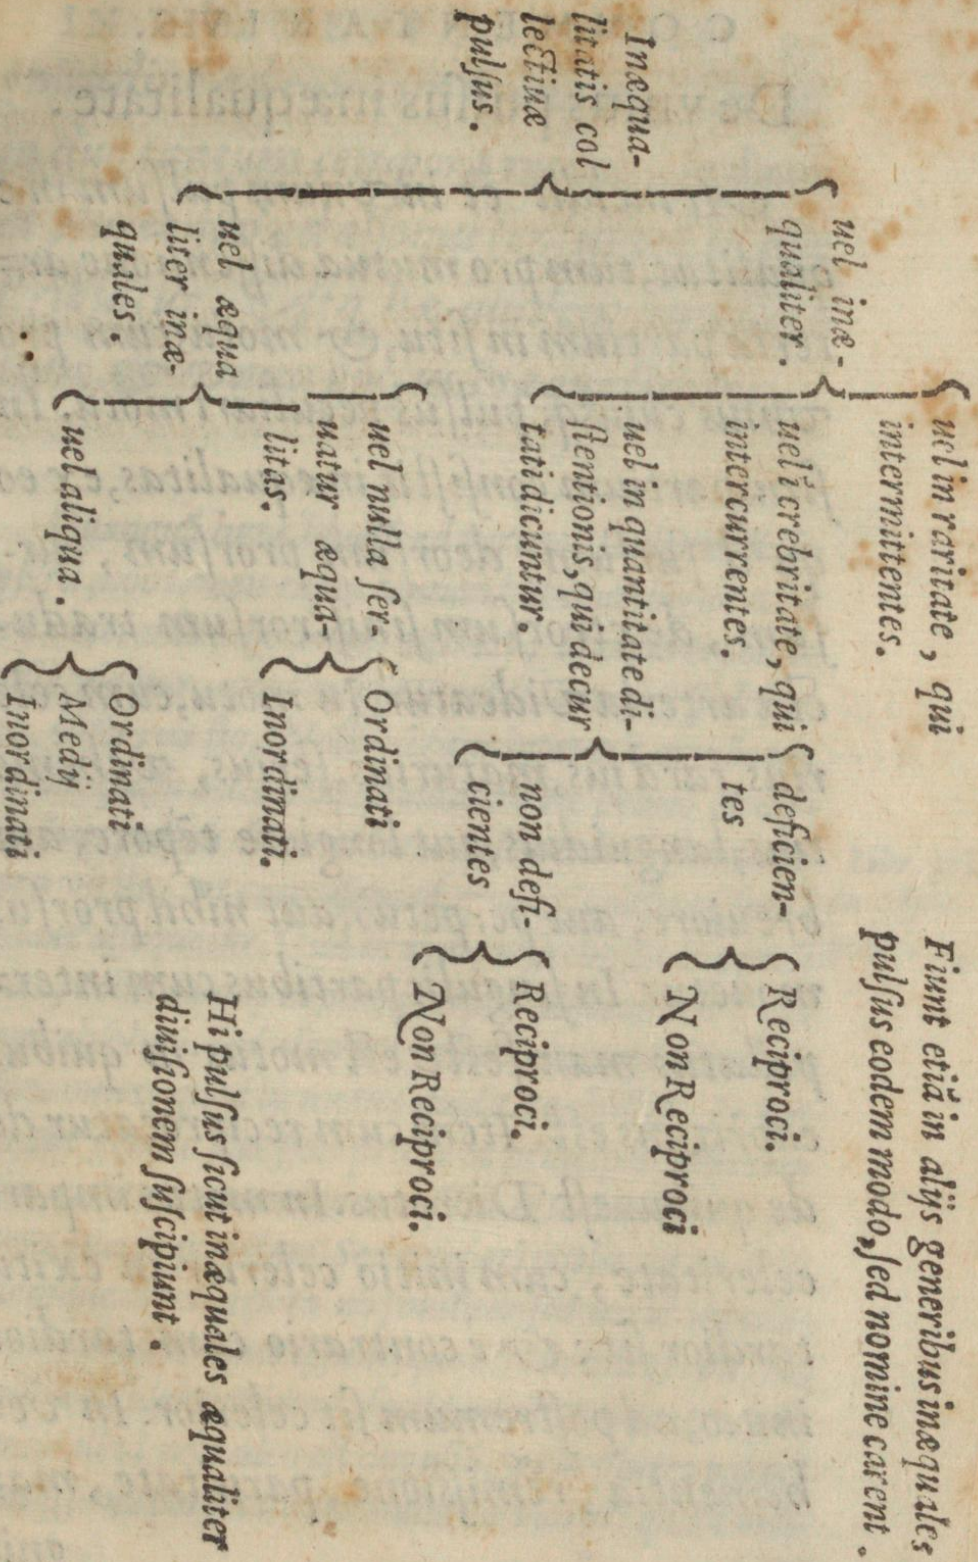 Inæqua-
litatis col
lectiuæ
pulſus.
uel inæ-
qualiter.
uel in raritate, qui
intermittentes.
Fiunt etiã in alijs generibus inæquales
pulſus eodem modo, ſed nomine carent.
uel ĩ crebritate, qui
intercurrentes.
uel in quantitate di-
ſtentionis, qui decur
tati dicuntur.
deficien-
tes
Reciproci.
Non Reciproci
non defi-
cientes
Reciproci.
Non Reciproci.
uel æqua
liter inæ-
quales.
uel nulla ſer-
uatur æqua-
litas.
Ordinati
Inordinati.
Hi pulſus ſicut inæquales æqualiter
diuiſionem ſuſcipiunt.
uel aliqua.
Ordinati
Medij
Inordinati